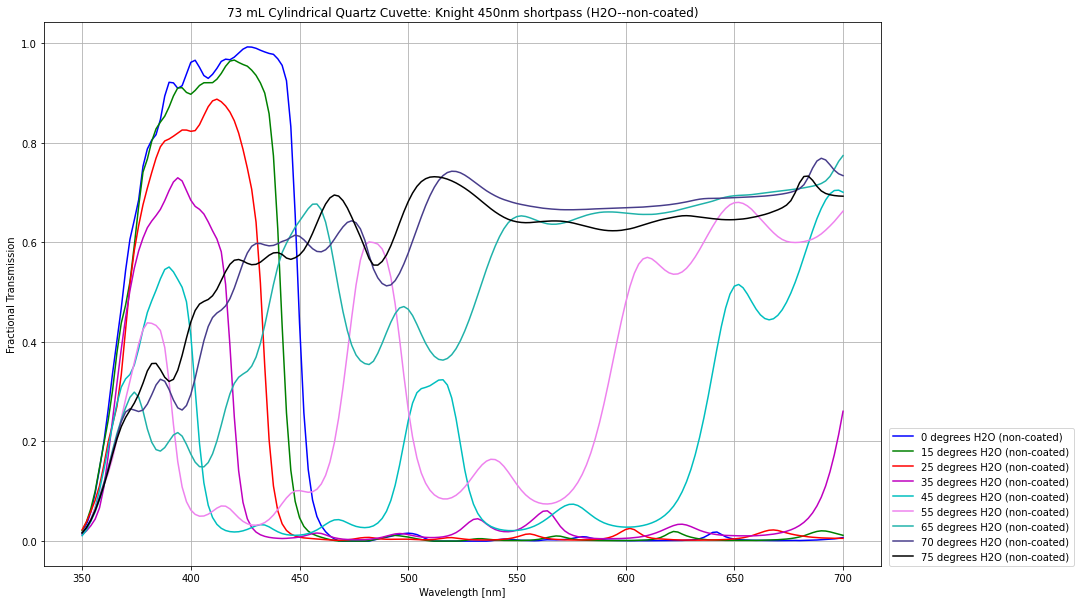 73 mL Cylindrical Quartz Cuvette: Knight 450nm shortpass (H2O--non-coated)
Fractional Transmission
1.0
0.8
0.6
0.4
0.2
0.0
350
400
450
500
550
600
650
700
Wavelength [nm]
0 degrees H2O (non-coated)
15 degrees H2O (non-coated)
25 degrees H2O (non-coated)
35 degrees H2O (non-coated)
45 degrees H2O (non-coated)
55 degrees H2O (non-coated)
65 degrees H2O (non-coated)
70 degrees H2O (non-coated)
75 degrees H2O (non-coated)